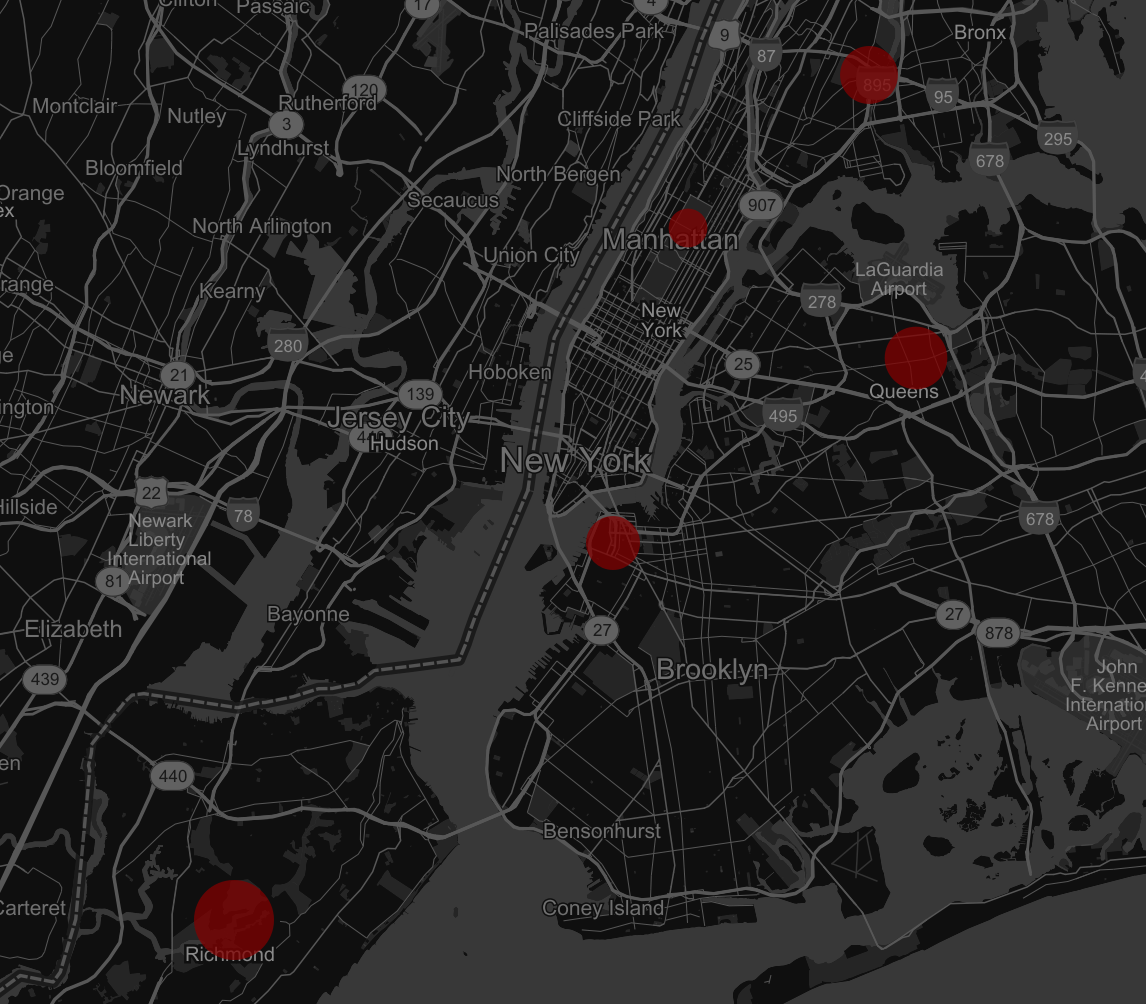 Clifton
Passaic
17
4
Palisades Park
9
Bronx
87
895
95
120
Rutherford
Montclair
Nutley
3
Cliffside Park
295
Lyndhurst
678
Bloomfield
North Bergen
Orange
ex
Secaucus
907
North Arlington
Manhattan
Union City
LaGuardia
Airport
Kearny
range
278
New
York
280
e
25
21
Hoboken
Newark
139
Queens
4
ington
Jersey City
495
Hudson
New York
22
Hillside
78
678
Newark
Liberty
International
Airport
81
Bayonne
27
27
Elizabeth
878
Brooklyn
John
F. Kenne
Internatio
Airport
439
en
440
Bensonhurst
Carteret
Coney Island
Richmond